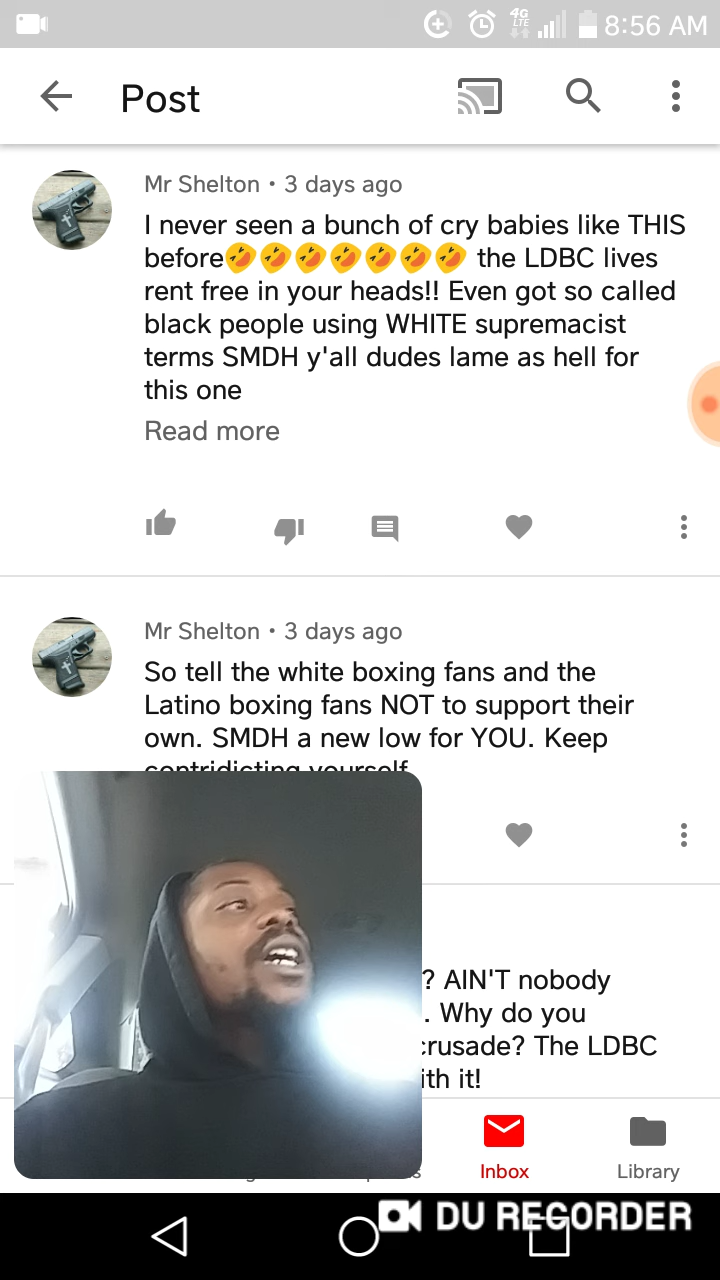 4G
LTE
8:56 AM
Post
Mr Shelton • 3 days ago
I never seen a bunch of cry babies like THIS
before🤣🤣🤣🤣🤣🤣🤣 the LDBC lives
rent free in your heads!! Even got so called
black people using WHITE supremacist
terms SMDH y'all dudes lame as hell for
this one
Read more
Mr Shelton • 3 days ago
So tell the white boxing fans and the
Latino boxing fans NOT to support their
own. SMDH a new low for YOU. Keep
contridicting yourself
? AIN'T nobody
. Why do you
crusade? The LDBC
ith it!
Inbox
Library
DU RECORDER